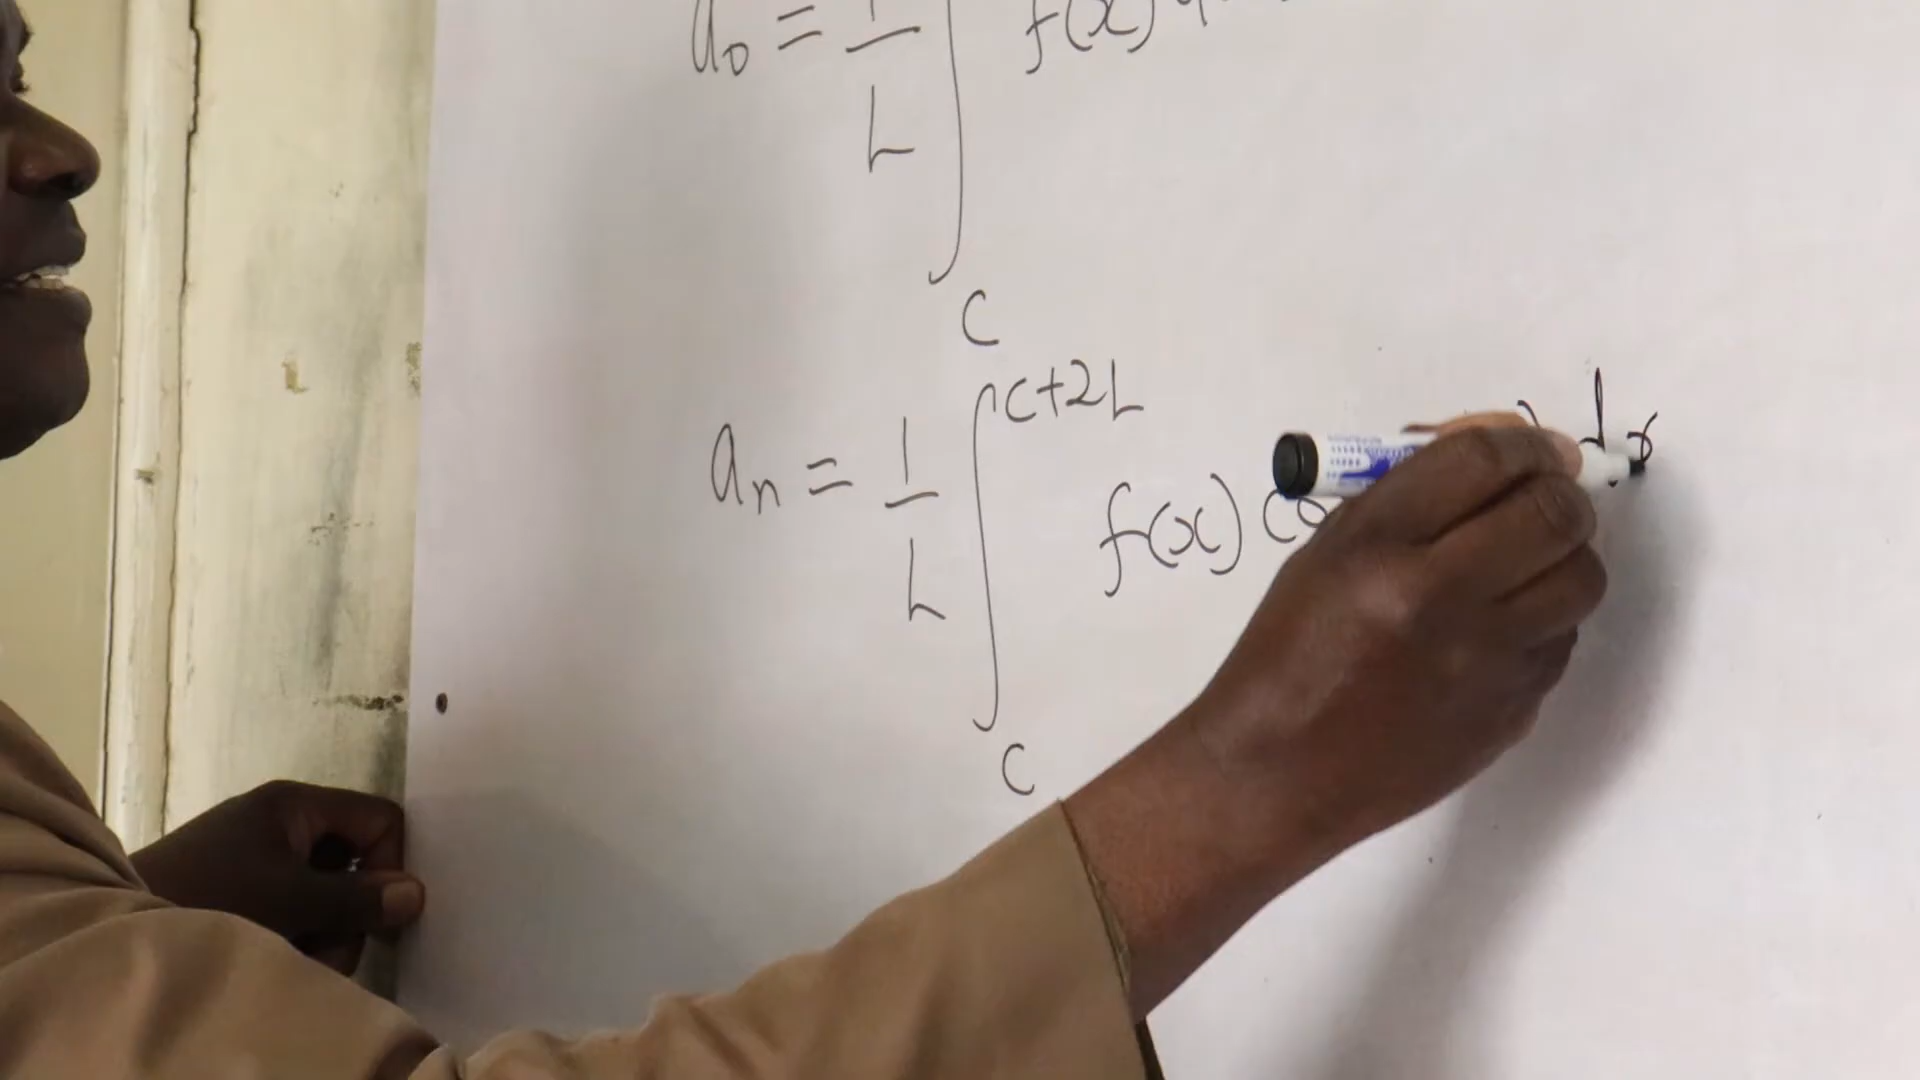 a₀ = 1/L ∫ f(x) C
aₙ = 1/L ∫ C+2L f(x) dx C